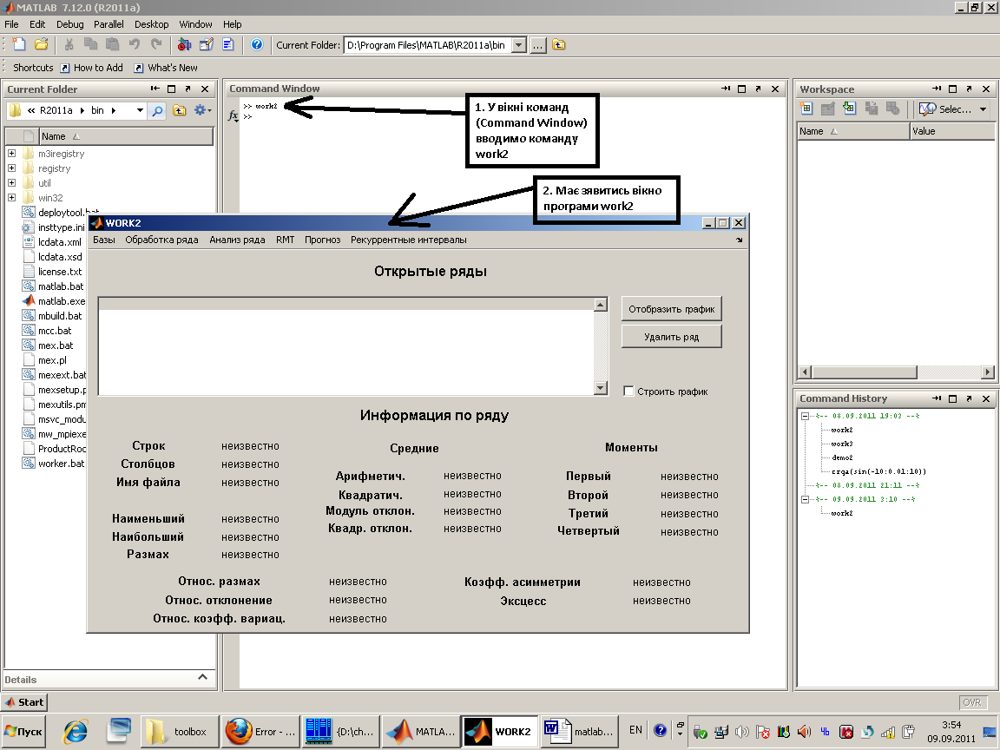 MATLAB 7.12.0 (R2011a)
File Edit Debug Parallel Desktop Window Help
Current Folder: D:\Program Files\MATLAB\R2011a\bin
Shortcuts How to Add What's New
Current Folder
« R2011a bin
Name
m3iregistry
registry
util
win32
deploytool.bat
insttype.ini
lcdata.xml
lcdata.xsd
license.txt
matlab.bat
matlab.exe
mbuild.bat
mcc.bat
mex.bat
mex.pl
mexext.bat
mexsetup.p
mexutils.pm
msvc_modu
mw_mpiexe
ProductRoo
worker.bat
Details
Command Window
>> work2
fx >>
1. У вікні команд
(Command Window)
вводимо команду
work2
2. Має зявитись вікно
програми work2
WORK2
Базы Обработка ряда Анализ ряда RMT Прогноз Рекуррентные интервалы
Открытые ряды
Отобразить график
Удалить ряд
Строить график
Информация по ряду
Строк неизвестно
Столбцов неизвестно
Имя файла неизвестно
Наименьший неизвестно
Наибольший неизвестно
Размах неизвестно
Средние
Арифметич. неизвестно
Квадратич. неизвестно
Модуль отклон. неизвестно
Квадр. отклон. неизвестно
Моменты
Первый неизвестно
Второй неизвестно
Третий неизвестно
Четвертый неизвестно
Относ. размах неизвестно
Относ. отклонение неизвестно
Относ. коэфф. вариац. неизвестно
Коэфф. асимметрии неизвестно
Эксцесс неизвестно
Workspace
Selec...
Name Value
Command History
%-- 08.09.2011 19:03 --%
work2
work3
demo2
crqa(sin(-10:0.01:10))
%-- 08.09.2011 21:11 --%
%-- 09.09.2011 3:10 --%
work2
Start
OVR
Пуск
toolbox
Error - ...
{D:\ch...
MATLA...
WORK2
matlab...
EN
3:54
09.09.2011